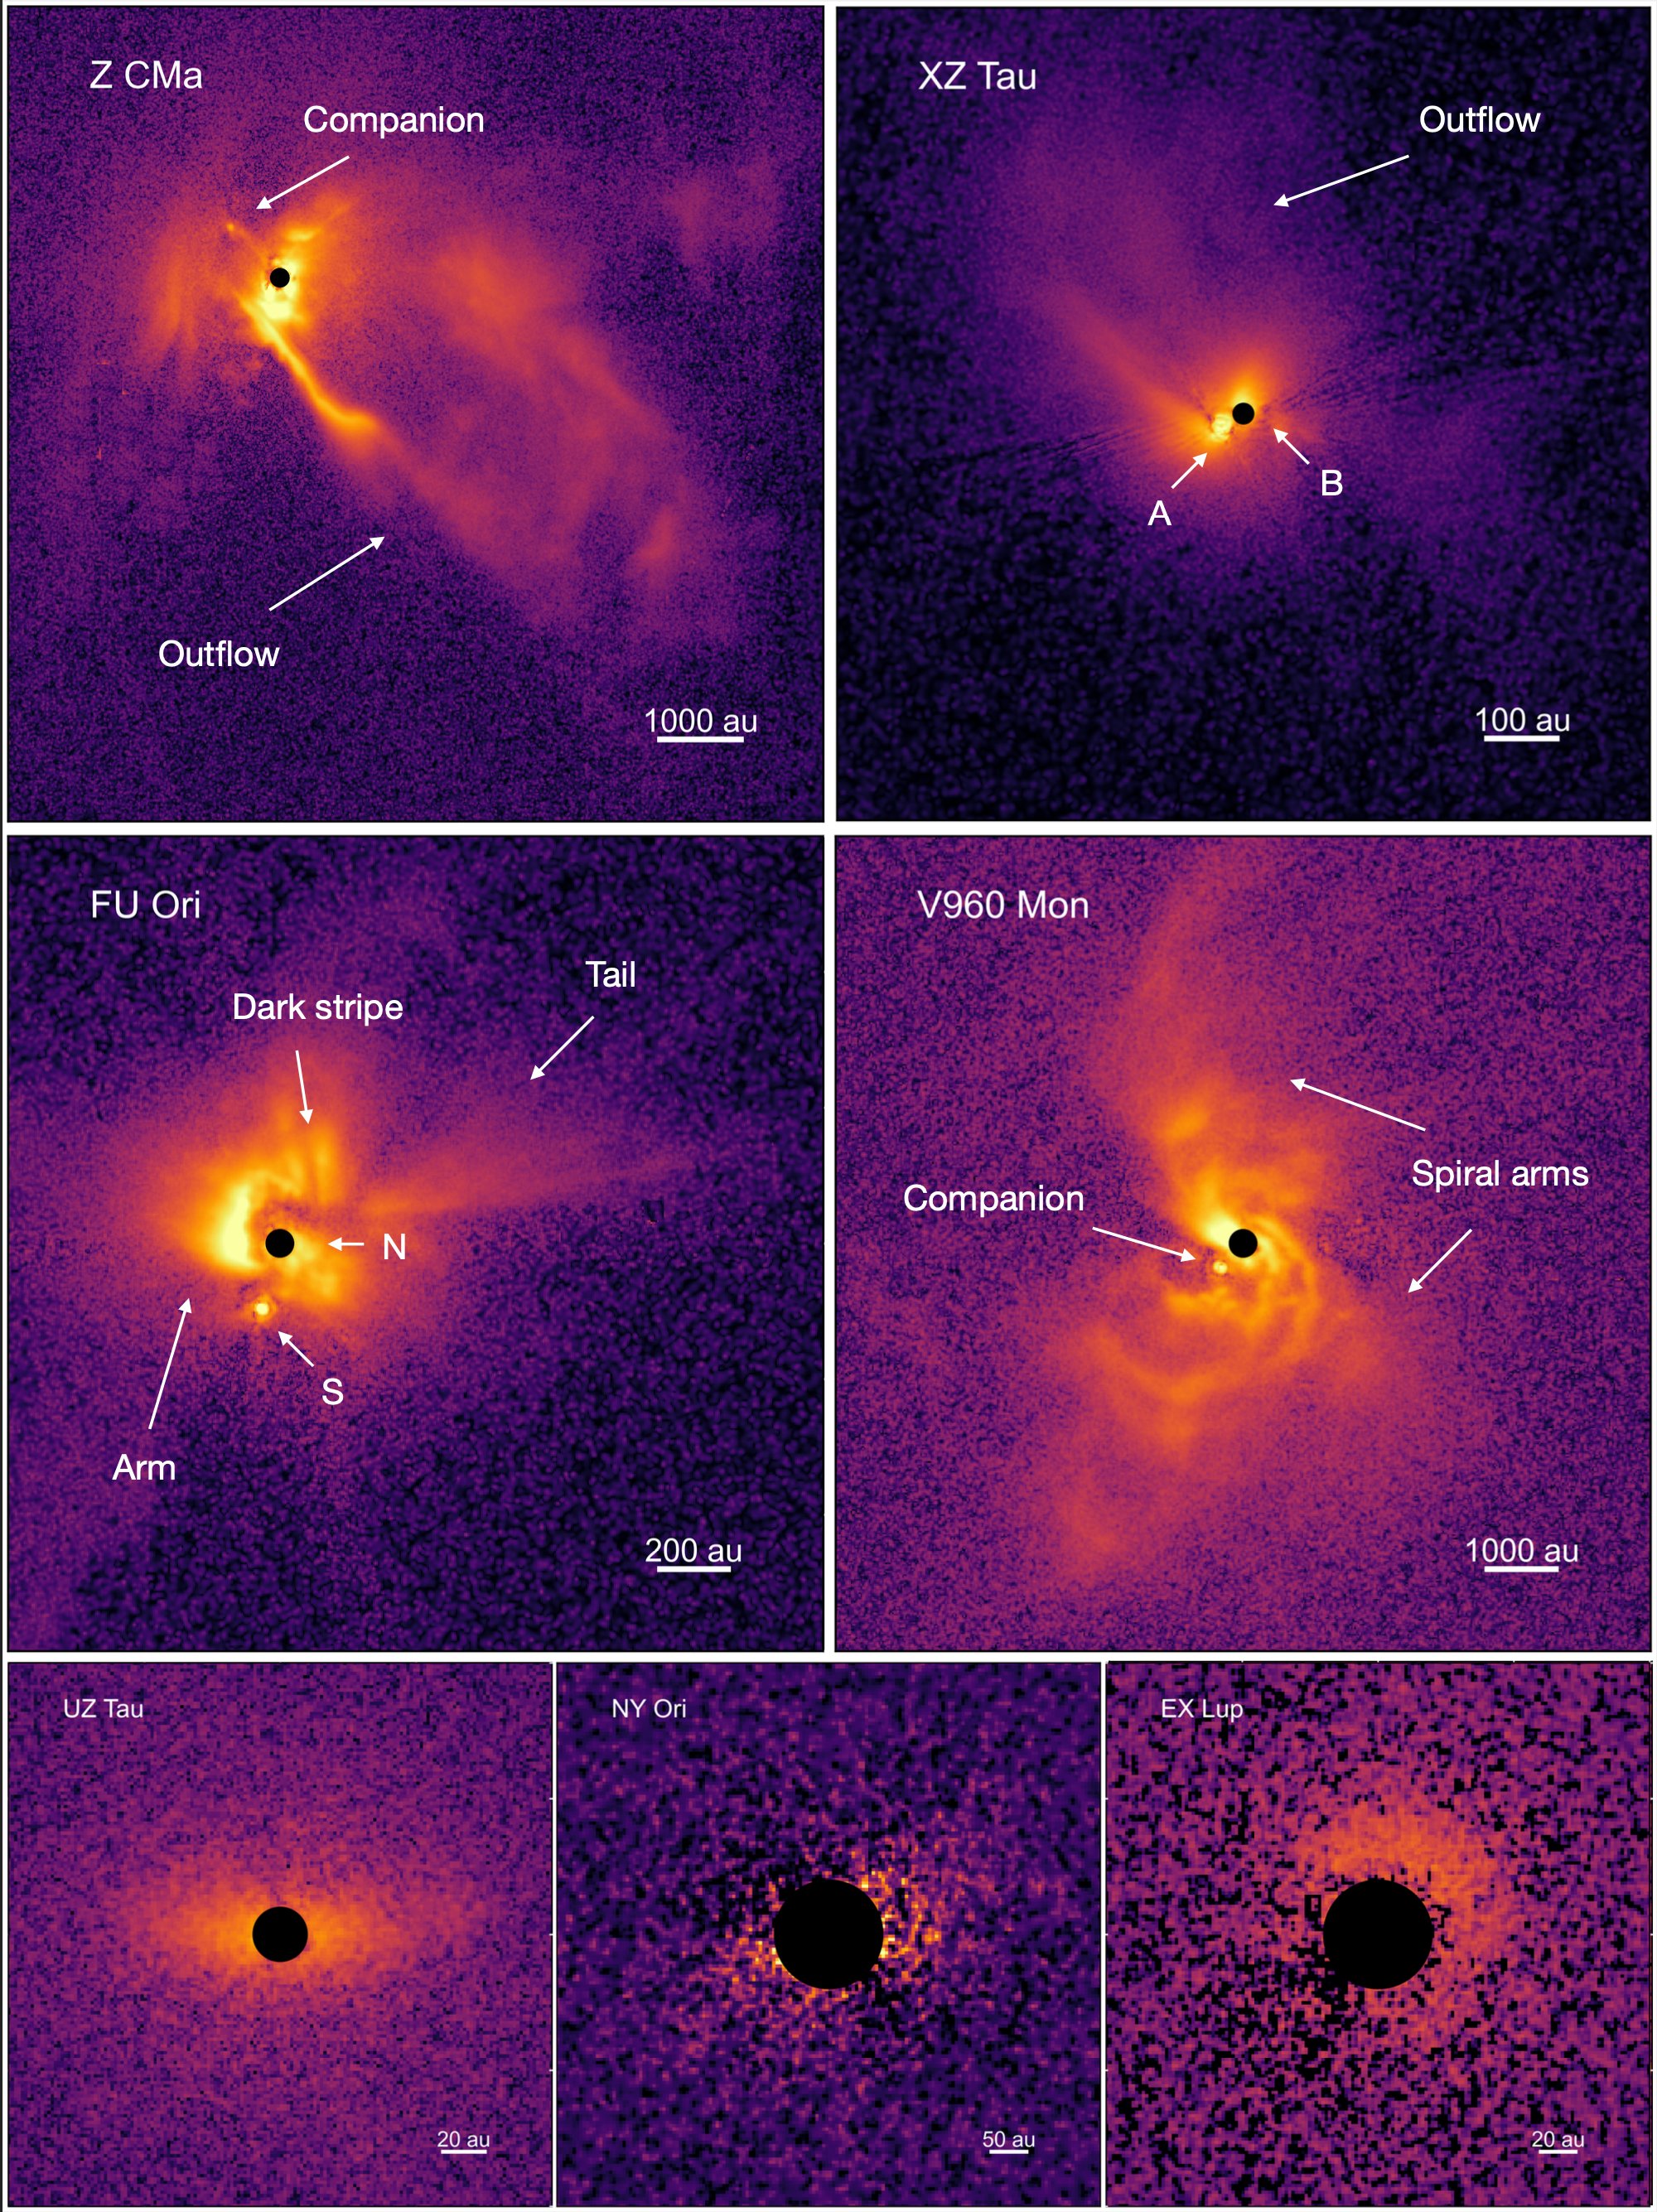 Z CMa
Companion
Outflow
1000 au
XZ Tau
Outflow
A
B
100 au
FU Ori
Tail
Dark stripe
N
S
Arm
200 au
V960 Mon
Spiral arms
Companion
1000 au
UZ Tau
20 au
NY Ori
50 au
EX Lup
20 au